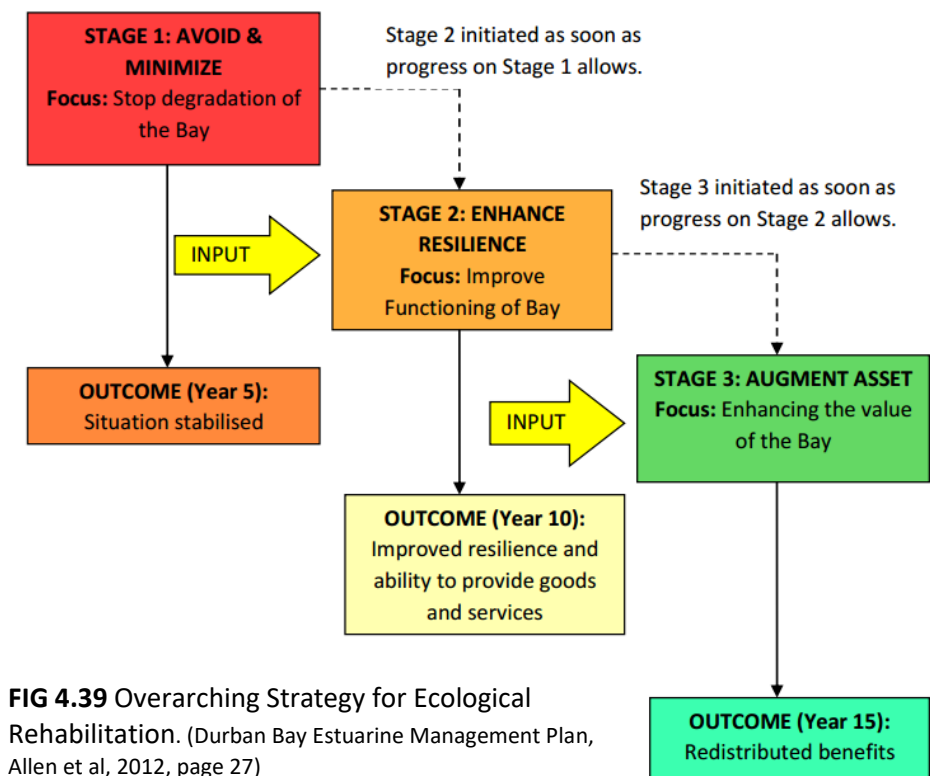 STAGE 1: AVOID &
MINIMIZE
Focus: Stop degradation of
the Bay
Stage 2 initiated as soon as
progress on Stage 1 allows.
Stage 3 initiated as soon as
progress on Stage 2 allows.
STAGE 2: ENHANCE
RESILIENCE
Focus: Improve
Functioning of Bay
INPUT
OUTCOME (Year 5):
Situation stabilised
STAGE 3: AUGMENT ASSET
Focus: Enhancing the value
of the Bay
INPUT
OUTCOME (Year 10):
Improved resilience and
ability to provide goods
and services
FIG 4.39 Overarching Strategy for Ecological
Rehabilitation. (Durban Bay Estuarine Management Plan,
Allen et al, 2012, page 27)
OUTCOME (Year 15):
Redistributed benefits